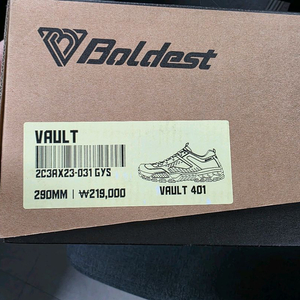 Boldest
VAULT
2C3AX23-031 GYS
290MM | ₩219,000
VAULT 401